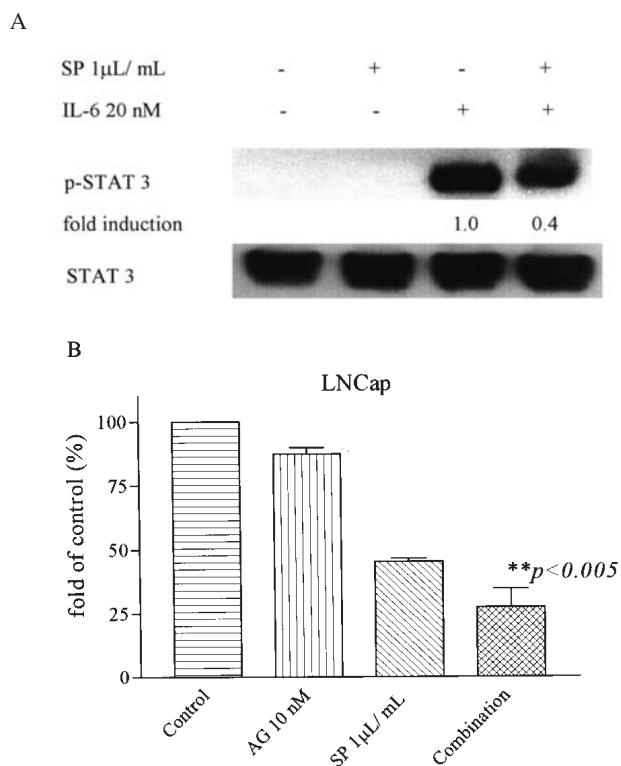 A
SP 1μL/ mL - + - +
IL-6 20 nM - - + +
p-STAT 3
fold induction 1.0 0.4
STAT 3
B
LNCap
fold of control (%)
100
75
50
25
0
**p<0.005
Control
AG 10 nM
SP 1μL/ mL
Combination